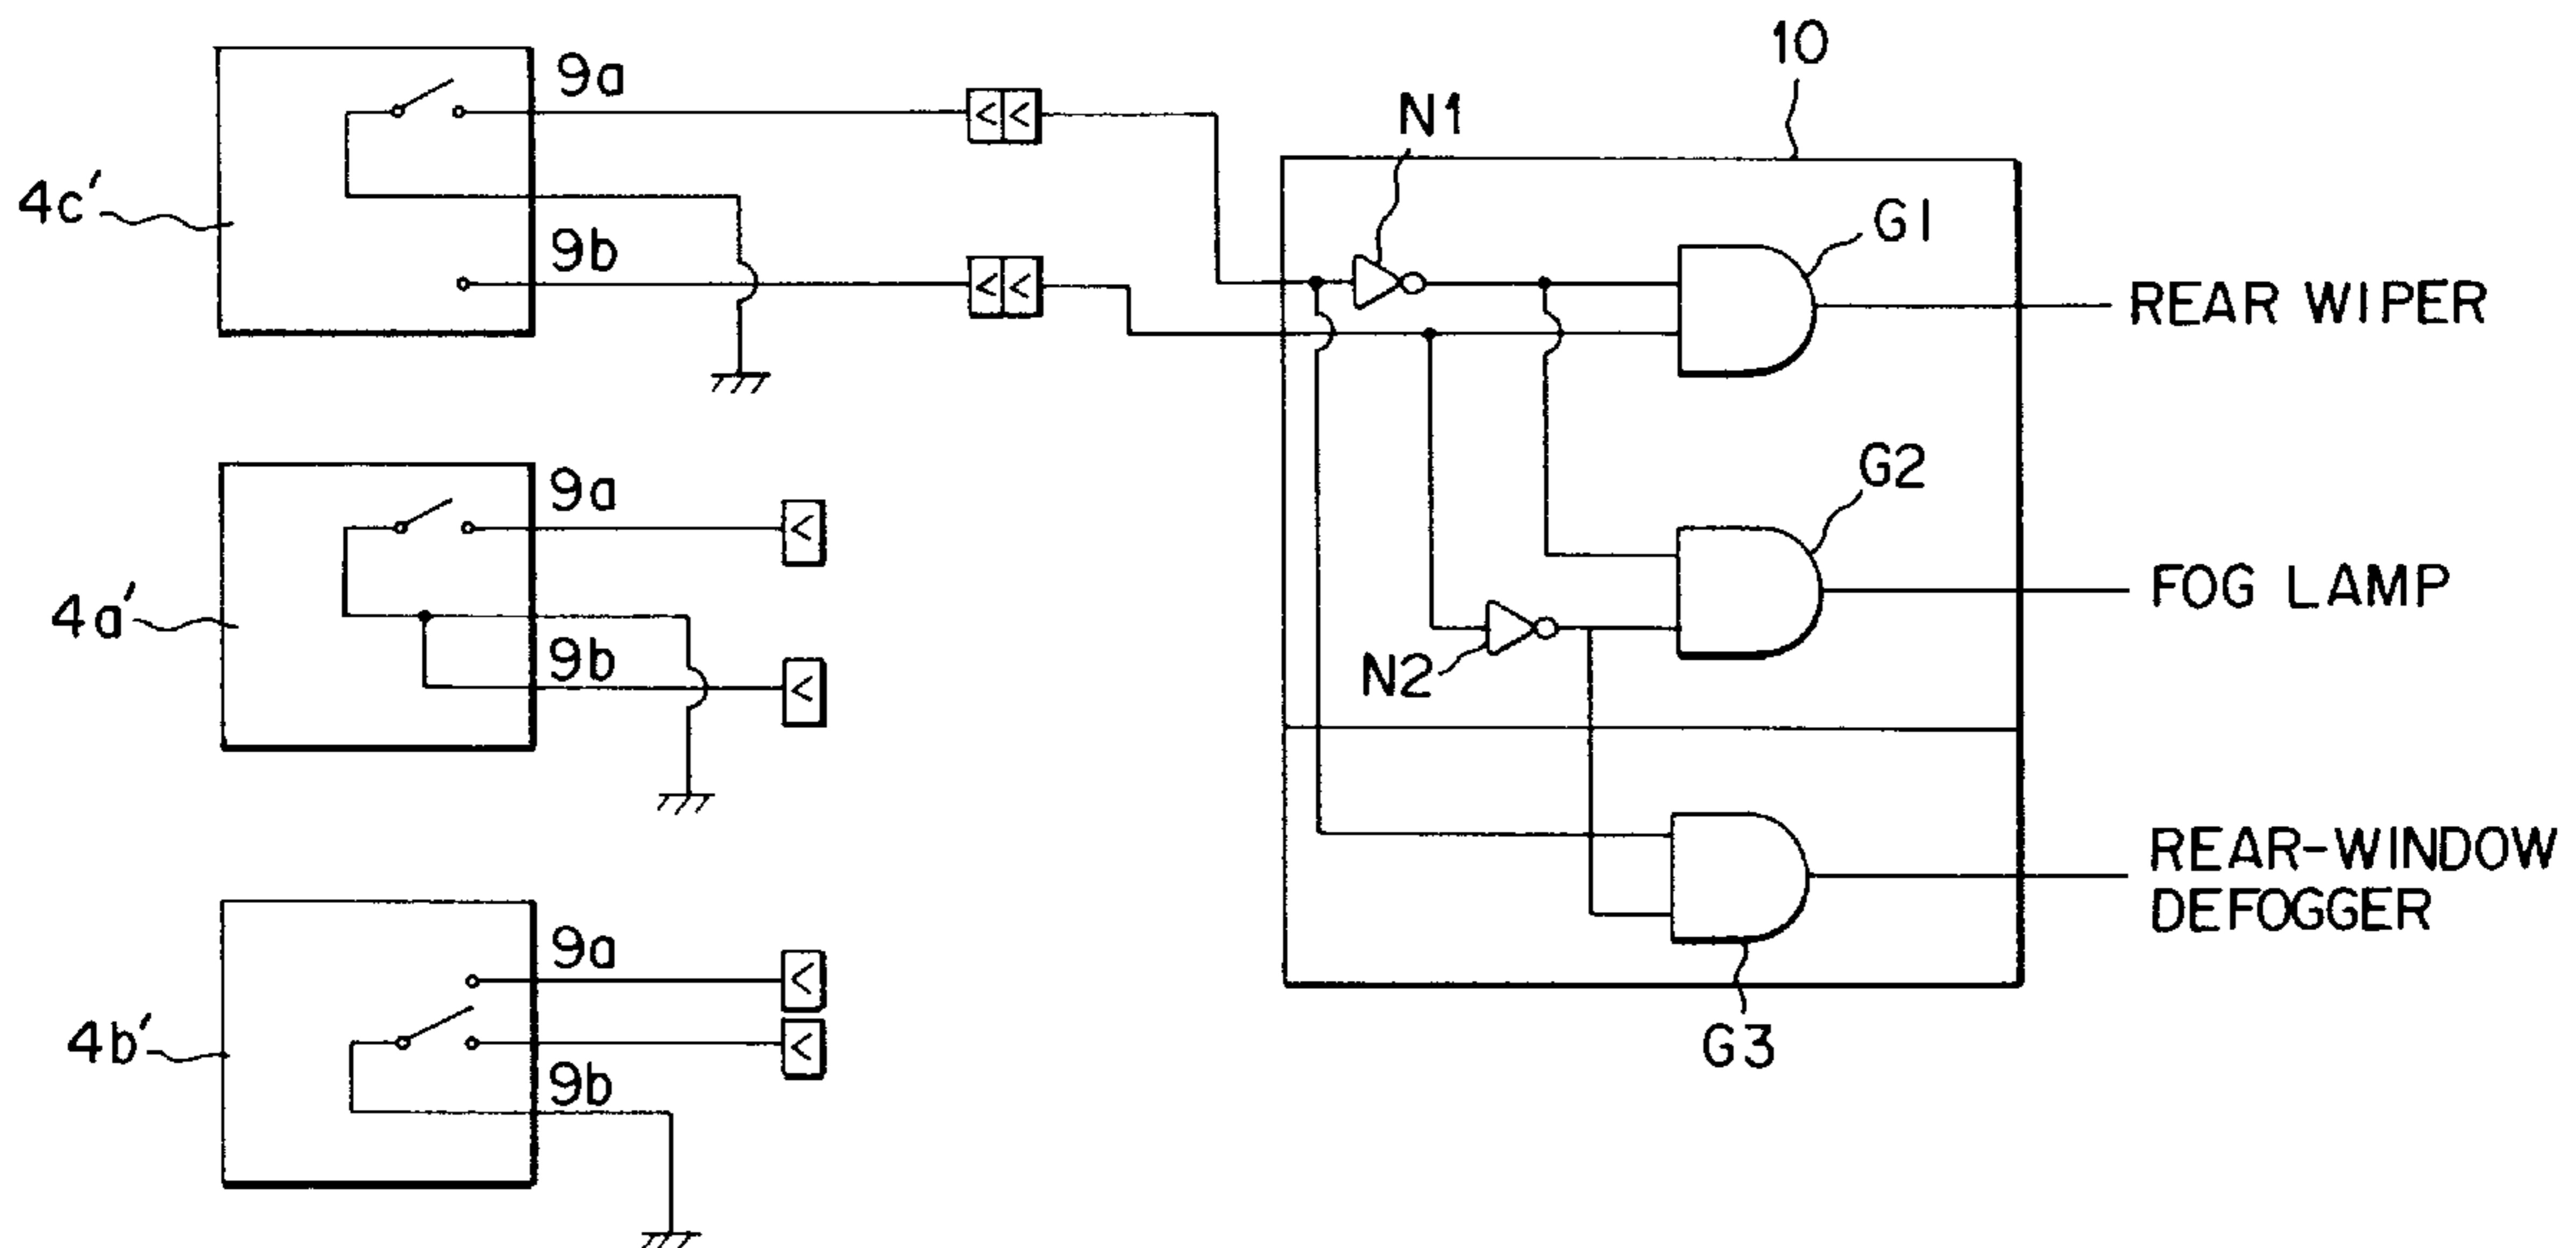 10
9a
N1
4c'
G1
9b
REAR WIPER
9a
G2
4a'
FOG LAMP
9b
N2
REAR-WINDOW
DEFOGGER
9a
4b'
G3
9b